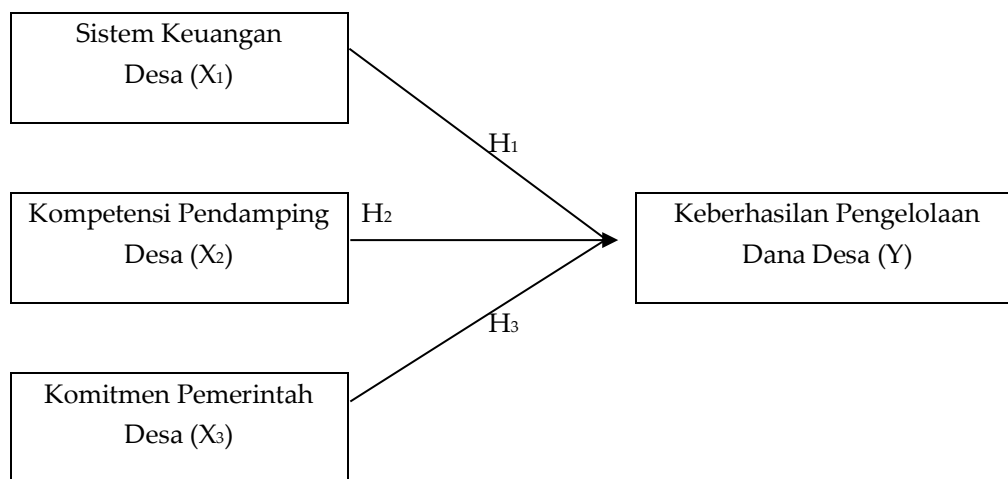 Sistem Keuangan
Desa (X1)
H1
Kompetensi Pendamping
Desa (X2)
H2
Keberhasilan Pengelolaan
Dana Desa (Y)
H3
Komitmen Pemerintah
Desa (X3)